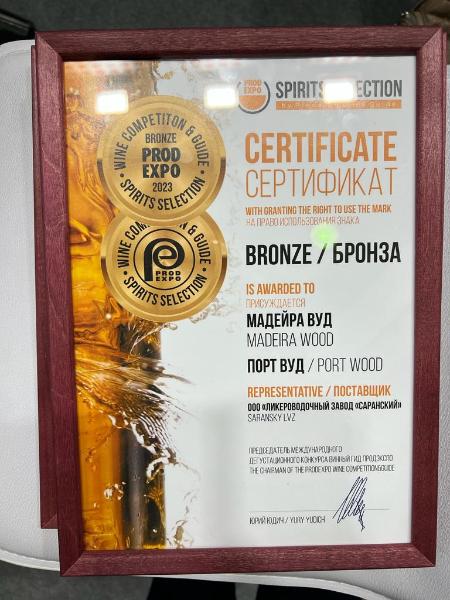 WINE COMPETITON & GUIDE
BRONZE
PROD
EXPO
2023
• SPIRITS SELECTION •
WINE COMPETITON & GUIDE
PROD
EXPO
• SPIRITS SELECTION •
PROD
EXPO
SPIRITS SELECTION
by Prodexpo Wine Guide
CERTIFICATE
СЕРТИФИКАТ
WITH GRANTING THE RIGHT TO USE THE MARK
НА ПРАВО ИСПОЛЬЗОВАНИЯ ЗНАКА
BRONZE / БРОНЗА
IS AWARDED TO
ПРИСУЖДАЕТСЯ
МАДЕЙРА ВУД
MADEIRA WOOD
ПОРТ ВУД / PORT WOOD
REPRESENTATIVE / ПОСТАВЩИК
ООО «ЛИКЕРОВОДОЧНЫЙ ЗАВОД «САРАНСКИЙ»
SARANSKY LVZ
ПРЕДСЕДАТЕЛЬ МЕЖДУНАРОДНОГО
ДЕГУСТАЦИОННОГО КОНКУРСА ВИННЫЙ ГИД ПРОДЭКСПО
THE CHAIRMAN OF THE PRODEXPO WINE COMPETITION&GUIDE
ЮРИЙ ЮДИЧ / YURY YUDICH